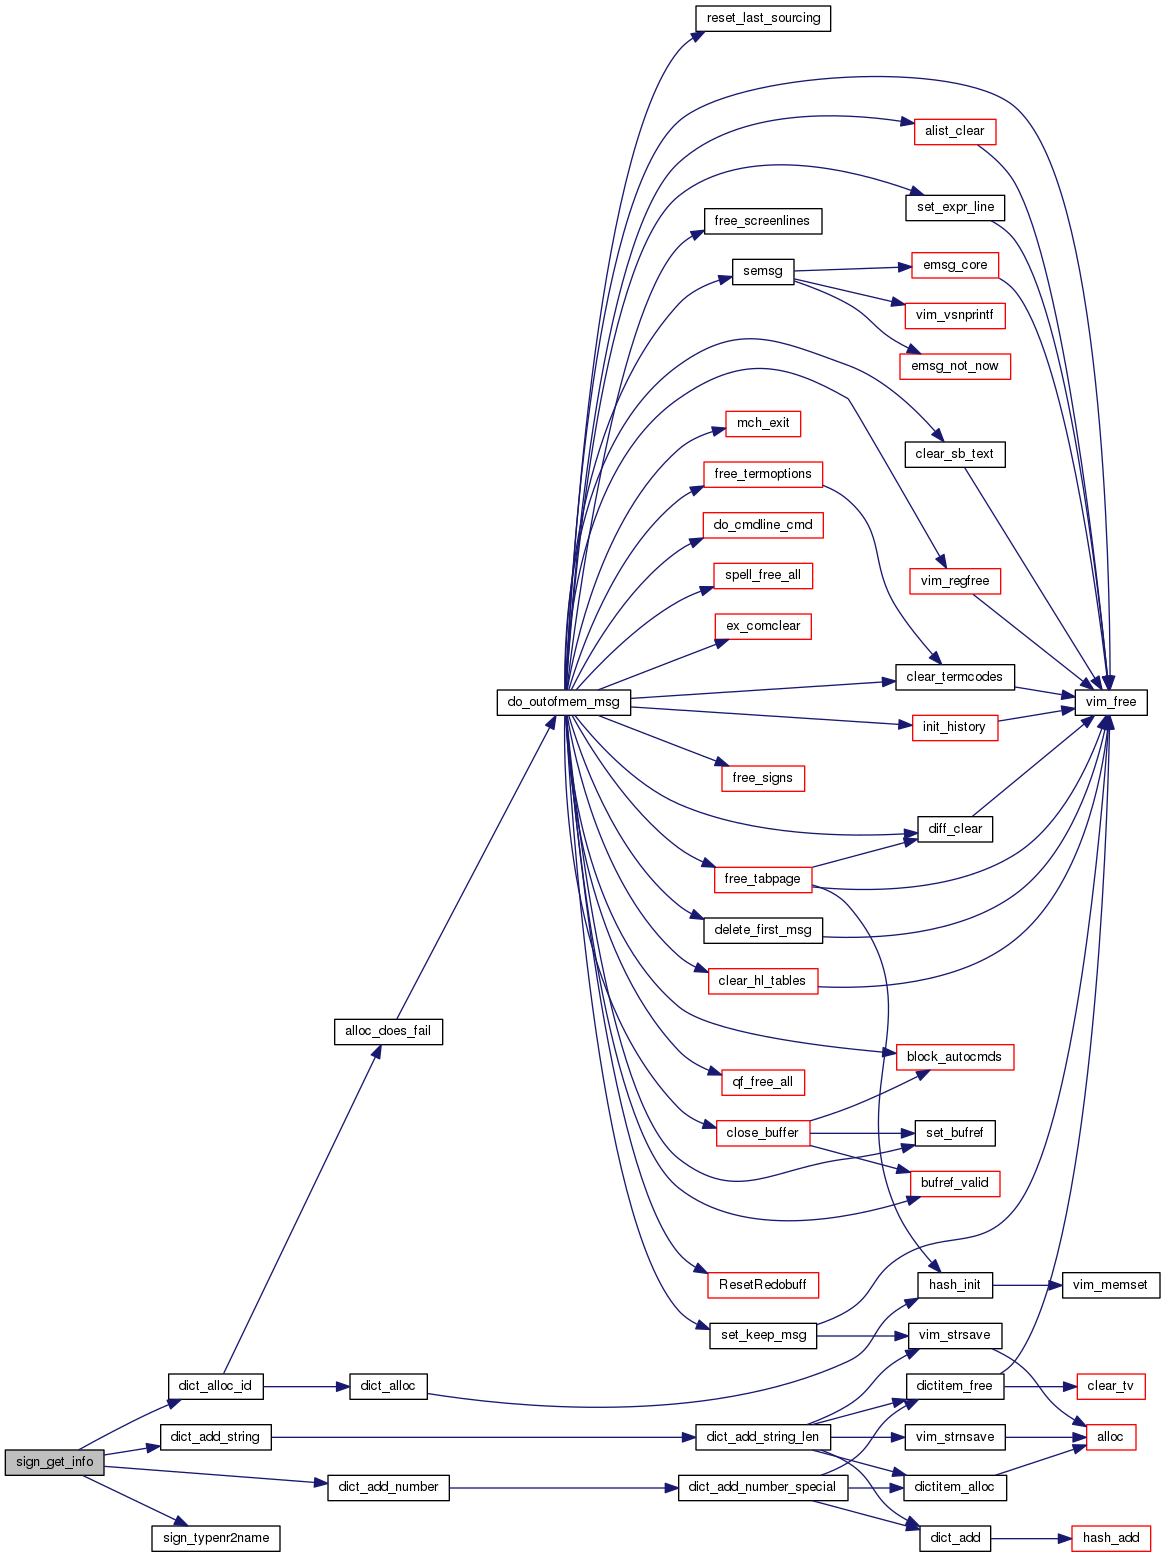 reset_last_sourcing
alist_clear
set_expr_line
free_screenlines
emsg_core
semsg
vim_vsnprintf
emsg_not_now
mch_exit
clear_sb_text
free_termoptions
do_cmdline_cmd
spell_free_all
vim_regfree
ex_comclear
clear_termcodes
do_outofmem_msg
vim_free
init_history
free_signs
diff_clear
free_tabpage
delete_first_msg
clear_hl_tables
alloc_does_fail
block_autocmds
qf_free_all
close_buffer
set_bufref
bufref_valid
ResetRedobuff
hash_init
vim_memset
set_keep_msg
vim_strsave
dict_alloc_id
dict_alloc
dictitem_free
clear_tv
dict_add_string
dict_add_string_len
vim_strnsave
alloc
sign_get_info
dict_add_number
dict_add_number_special
dictitem_alloc
sign_typenr2name
dict_add
hash_add